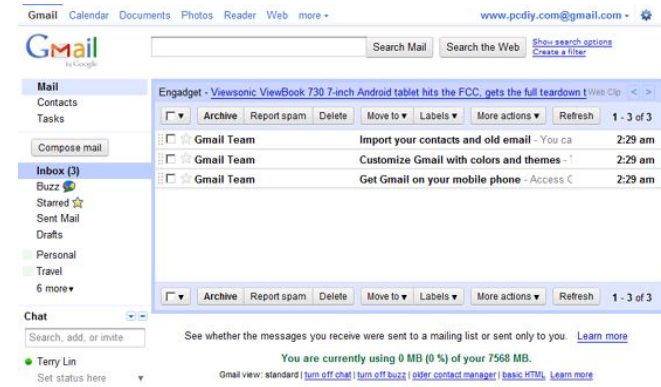 Gmail Calendar Documents Photos Reader Web more ▾ www.pcdiy.com@gmail.com ▾
Gmail by Google
Search Mail Search the Web Show search options
Create a filter
Mail
Contacts
Tasks
Compose mail
Inbox (3)
Buzz
Starred
Sent Mail
Drafts
Personal
Travel
6 more▾
Chat
Search, add, or invite
Terry Lin
Set status here ▾
Engadget - Viewsonic ViewBook 730 7-inch Android tablet hits the FCC, gets the full teardown t Web Clip < >
Archive Report spam Delete Move to ▾ Labels ▾ More actions ▾ Refresh 1 - 3 of 3
Gmail Team Import your contacts and old email - You ca 2:29 am
Gmail Team Customize Gmail with colors and themes - 2:29 am
Gmail Team Get Gmail on your mobile phone - Access 2:29 am
Archive Report spam Delete Move to ▾ Labels ▾ More actions ▾ Refresh 1 - 3 of 3
See whether the messages you receive were sent to a mailing list or sent only to you. Learn more
You are currently using 0 MB (0 %) of your 7568 MB.
Gmail view: standard | turn off chat | turn off buzz | older contact manager | basic HTML Learn more